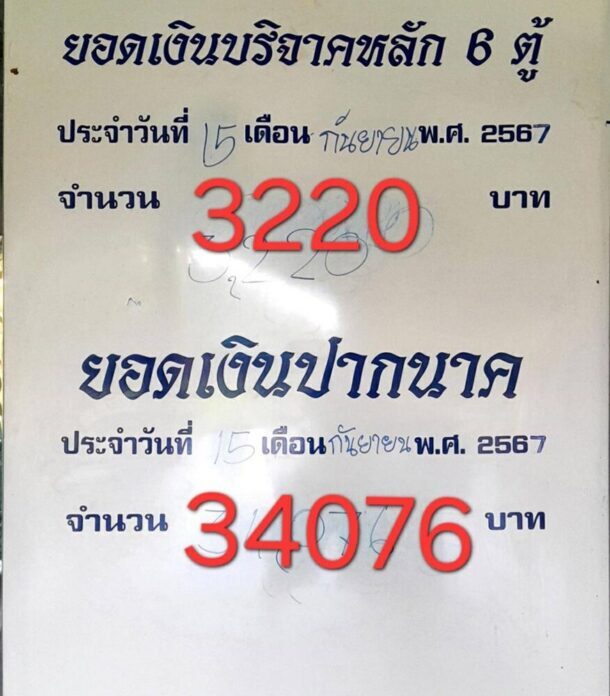 ยอดเงินบริจาคหลัก 6 ตู้
ประจำวันที่ 15 เดือน กันยายน พ.ศ. 2567
จำนวน 3220 บาท
3,220
ยอดเงินปากนาค
ประจำวันที่ 15 เดือน กันยายน พ.ศ. 2567
จำนวน 34076 บาท